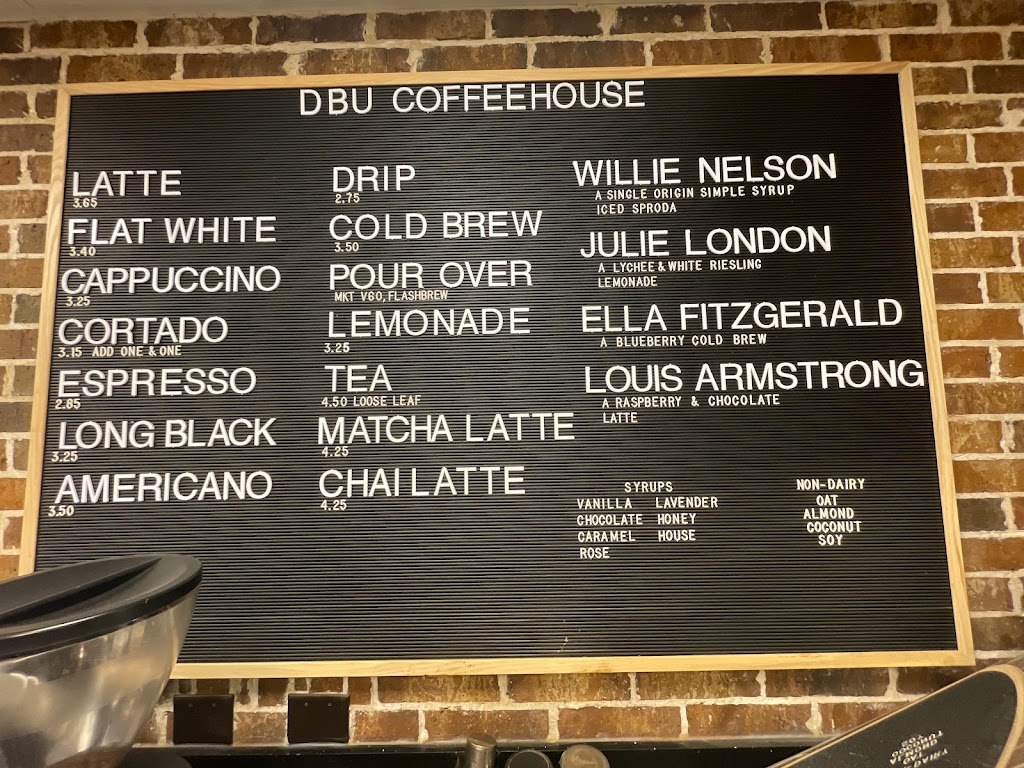 DBU COFFEEHOUSE
LATTE
3.65
FLAT WHITE
3.40
CAPPUCCINO
3.25
CORTADO
3.15 ADD ONE & ONE
ESPRESSO
2.85
LONG BLACK
3.25
AMERICANO
3.50
DRIP
2.75
COLD BREW
3.50
POUR OVER
MKT V60, FLASHBREW
LEMONADE
3.25
TEA
4.50 LOOSE LEAF
MATCHA LATTE
4.25
CHAI LATTE
4.25
WILLIE NELSON
A SINGLE ORIGIN SIMPLE SYRUP
ICED SPRODA
JULIE LONDON
A LYCHEE & WHITE RIESLING
LEMONADE
ELLA FITZGERALD
A BLUEBERRY COLD BREW
LOUIS ARMSTRONG
A RASPBERRY & CHOCOLATE
LATTE
SYRUPS
VANILLA LAVENDER
CHOCOLATE HONEY
CARAMEL HOUSE
ROSE
NON-DAIRY
OAT
ALMOND
COCONUT
SOY